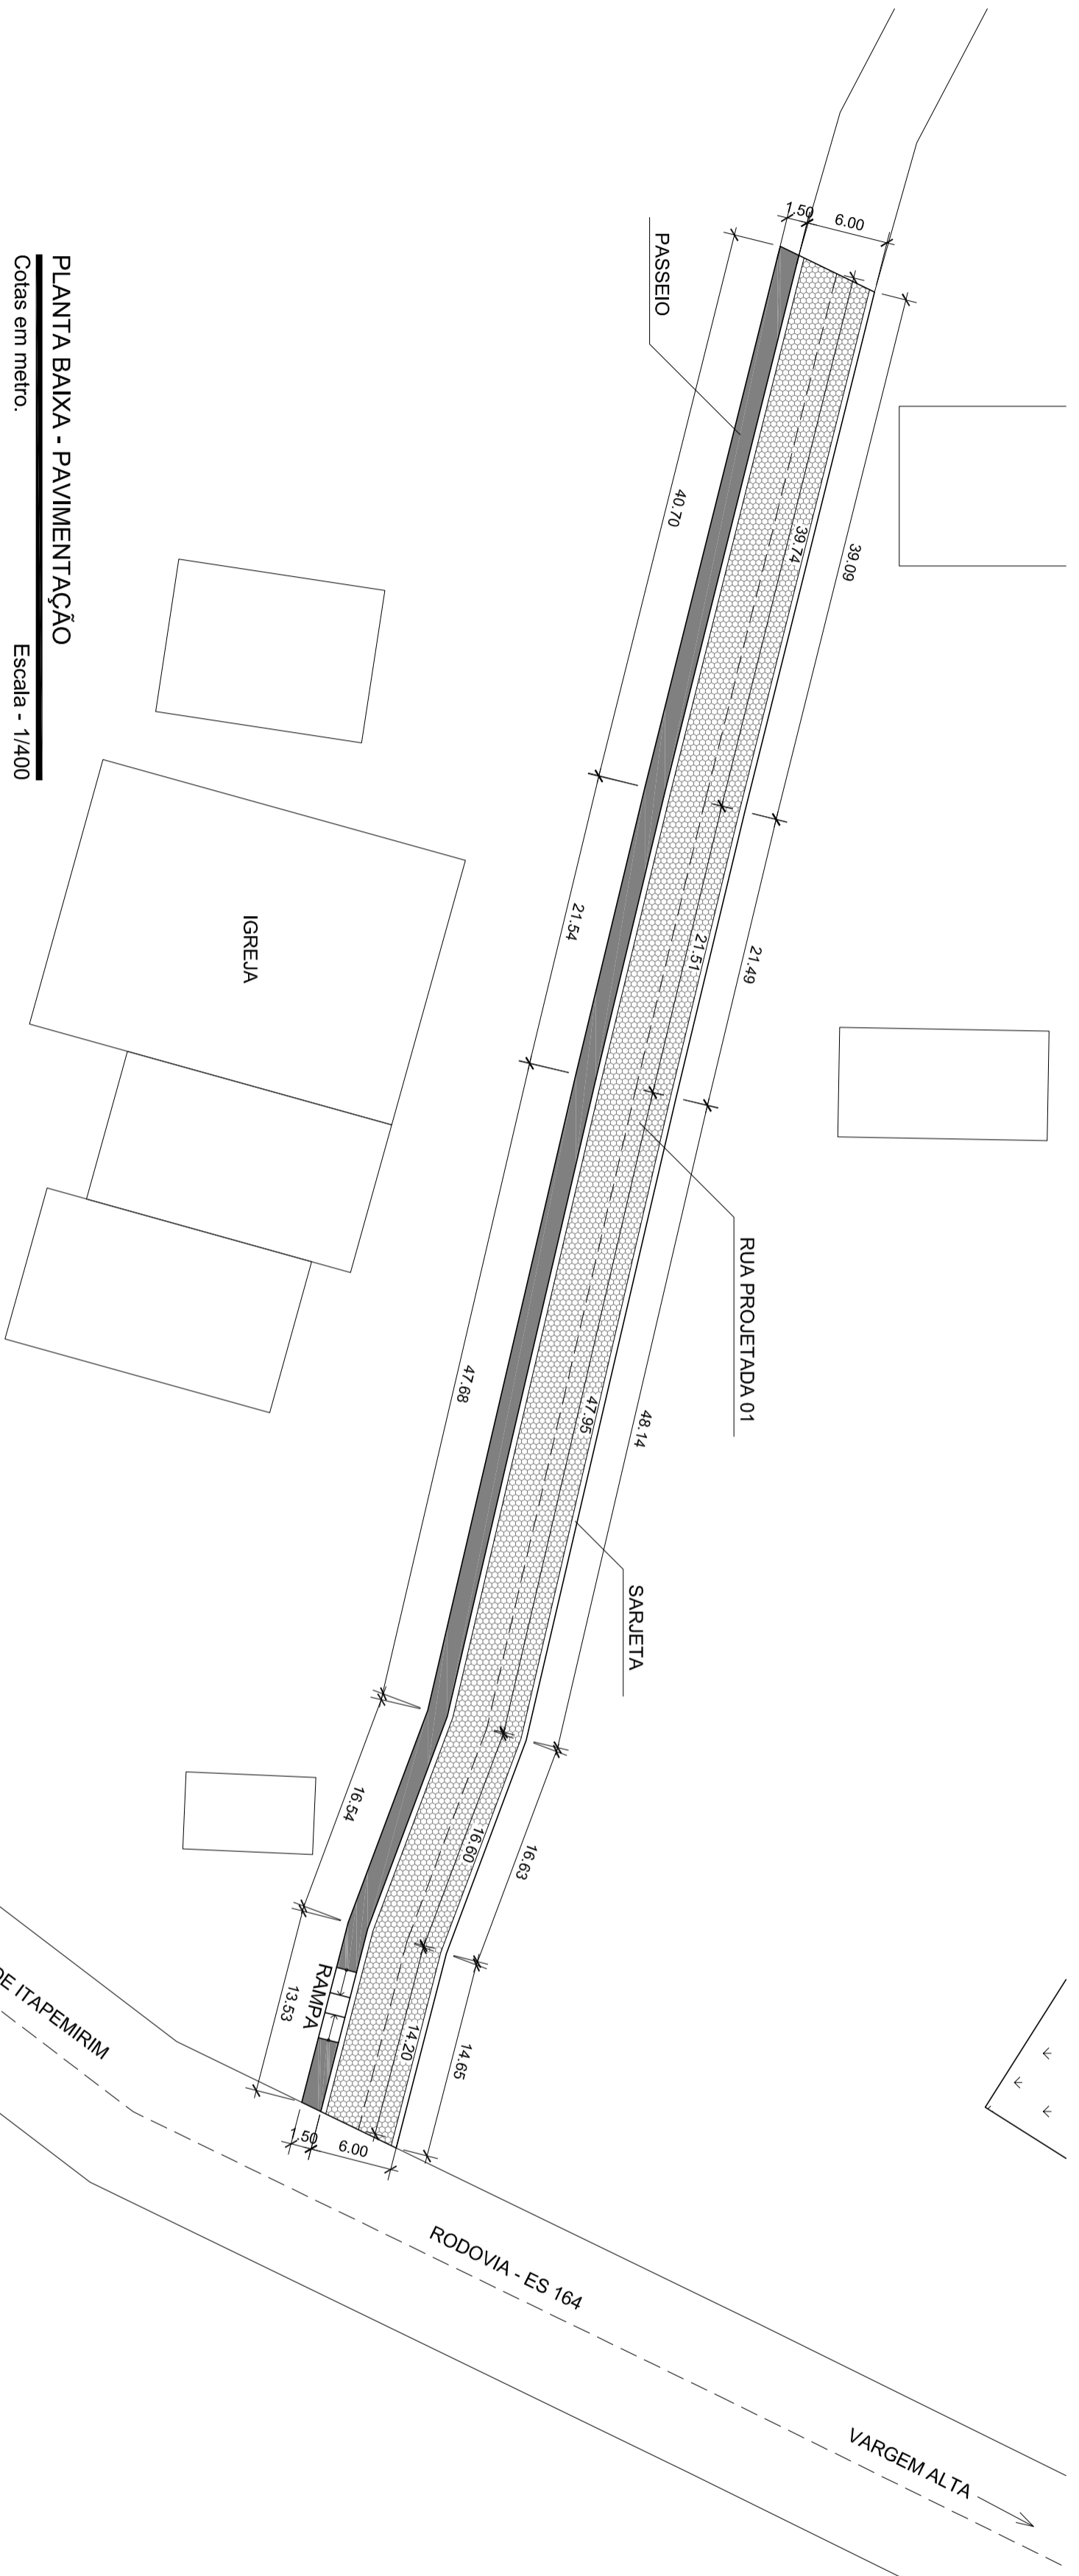 1.50
6.00
PASSEIO
40.70
39.74
39.09
21.54
21.51
21.49
IGREJA
RUA PROJETADA 01
47.68
47.95
48.14
SARJETA
16.54
16.60
16.63
RAMPA
13.53
14.20
14.65
1.50
6.00
DE ITAPEMIRIM
RODOVIA - ES 164
VARGEM ALTA
PLANTA BAIXA - PAVIMENTAÇÃO
Cotas em metro.
Escala - 1/400